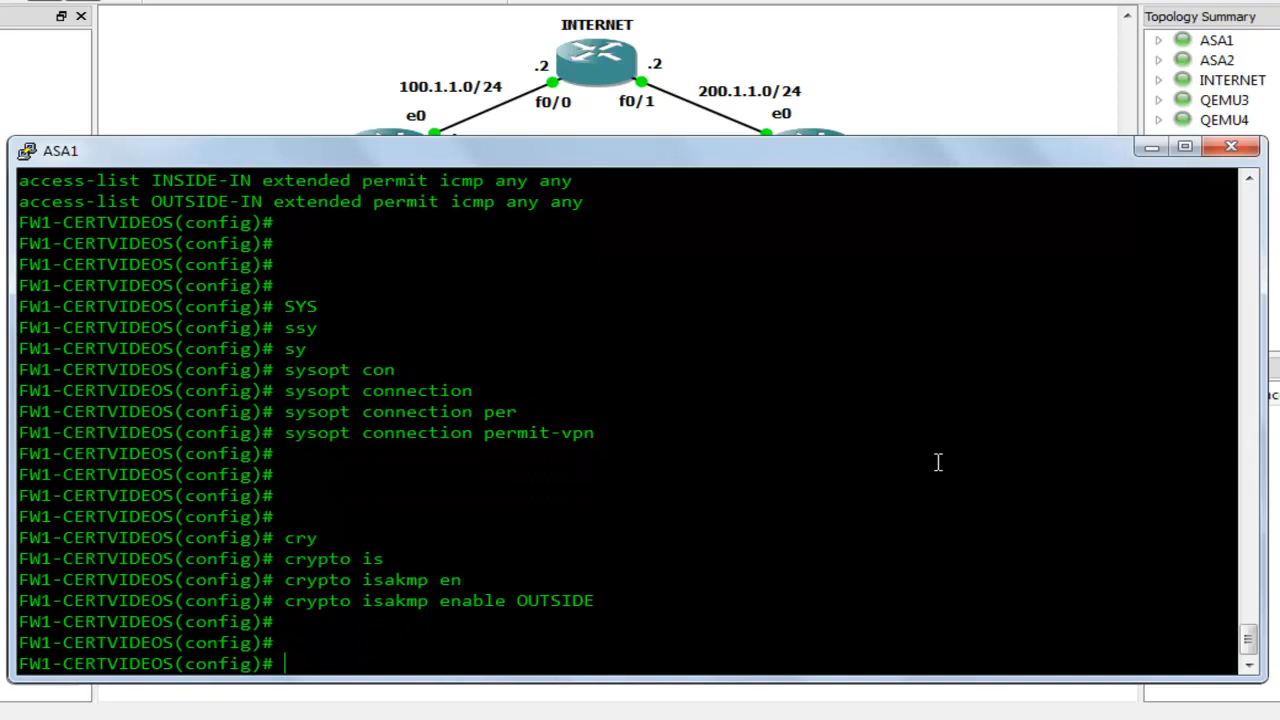 INTERNET
Topology Summary
.2
.2
100.1.1.0/24
200.1.1.0/24
f0/0
f0/1
e0
e0
ASA1
ASA2
INTERNET
QEMU3
QEMU4
ASA1
access-list INSIDE-IN extended permit icmp any any
access-list OUTSIDE-IN extended permit icmp any any
FW1-CERTVIDEOS(config)#
FW1-CERTVIDEOS(config)#
FW1-CERTVIDEOS(config)#
FW1-CERTVIDEOS(config)#
FW1-CERTVIDEOS(config)# SYS
FW1-CERTVIDEOS(config)# ssy
FW1-CERTVIDEOS(config)# sy
FW1-CERTVIDEOS(config)# sysopt con
FW1-CERTVIDEOS(config)# sysopt connection
FW1-CERTVIDEOS(config)# sysopt connection per
FW1-CERTVIDEOS(config)# sysopt connection permit-vpn
FW1-CERTVIDEOS(config)#
FW1-CERTVIDEOS(config)#
FW1-CERTVIDEOS(config)#
FW1-CERTVIDEOS(config)#
FW1-CERTVIDEOS(config)# cry
FW1-CERTVIDEOS(config)# crypto is
FW1-CERTVIDEOS(config)# crypto isakmp en
FW1-CERTVIDEOS(config)# crypto isakmp enable OUTSIDE
FW1-CERTVIDEOS(config)#
FW1-CERTVIDEOS(config)#
FW1-CERTVIDEOS(config)#